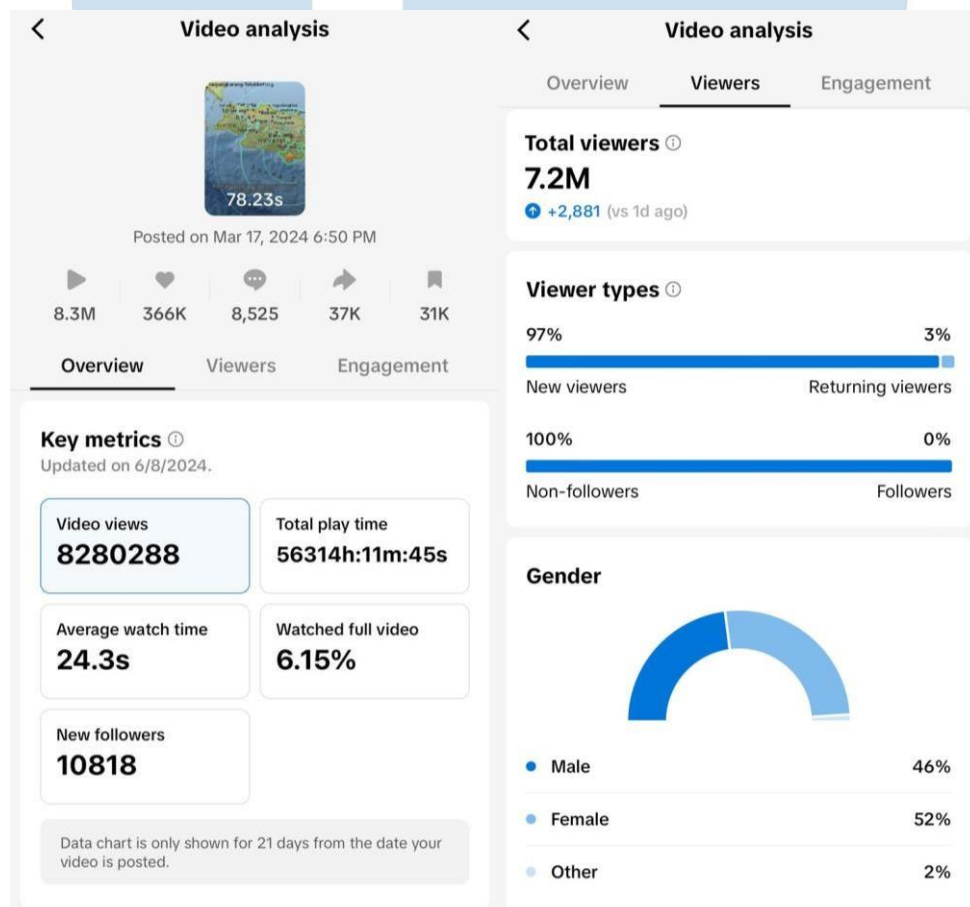 Video analysis
78.23s
Posted on Mar 17, 2024 6:50 PM
8.3M 366K 8,525 37K 31K
Overview Viewers Engagement
Key metrics
Updated on 6/8/2024.
Video views
8280288
Total play time
56314h:11m:45s
Average watch time
24.3s
Watched full video
6.15%
New followers
10818
Data chart is only shown for 21 days from the date your
video is posted.
Video analysis
Overview Viewers Engagement
Total viewers
7.2M
+2,881 (vs 1d ago)
Viewer types
97% 3%
New viewers Returning viewers
100% 0%
Non-followers Followers
Gender
Male 46%
Female 52%
Other 2%